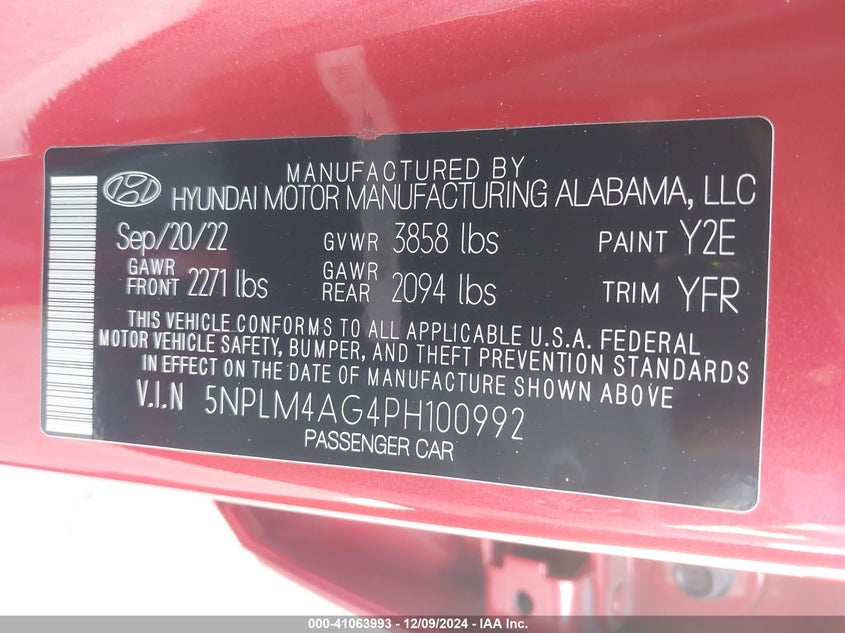 MANUFACTURED BY
HYUNDAI MOTOR MANUFACTURING ALABAMA, LLC
Sep/20/22 GVWR 3858 lbs PAINT Y2E
GAWR FRONT 2271 lbs GAWR REAR 2094 lbs TRIM YFR
THIS VEHICLE CONFORMS TO ALL APPLICABLE U.S.A. FEDERAL
MOTOR VEHICLE SAFETY, BUMPER, AND THEFT PREVENTION STANDARDS
IN EFFECT ON THE DATE OF MANUFACTURE SHOWN ABOVE
V.I.N 5NPLM4AG4PH100992
PASSENGER CAR
000-41063993 - 12/09/2024 - IAA Inc.